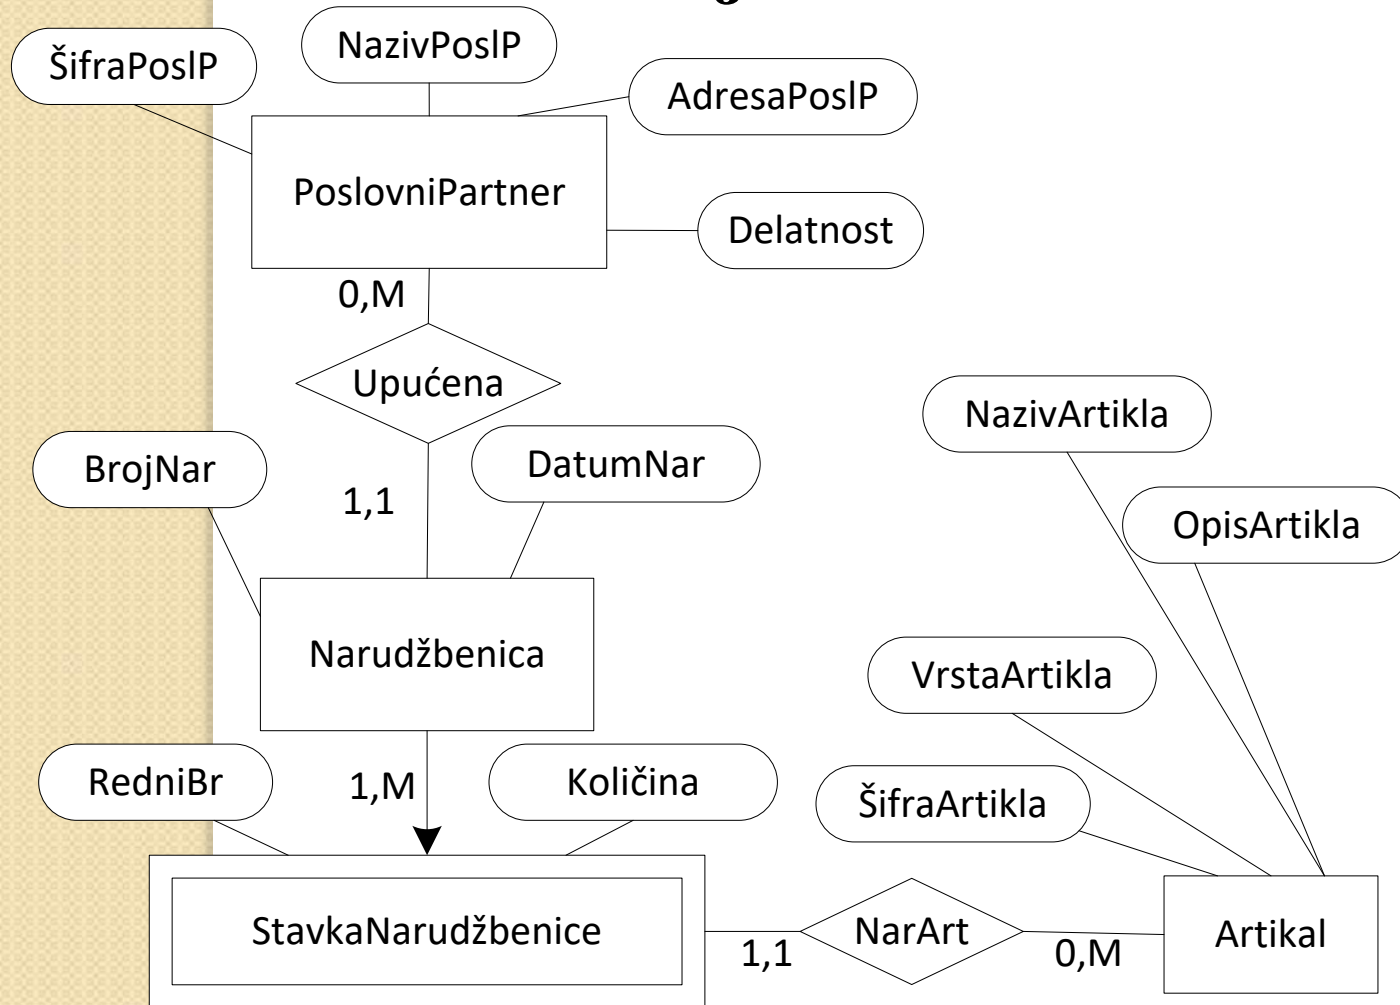 NazivPoslP
ŠifraPoslP
AdresaPoslP
PoslovniPartner
Delatnost
0,M
Upućena
NazivArtikla
BrojNar
DatumNar
1,1
OpisArtikla
Narudžbenica
VrstaArtikla
RedniBr
1,M
Količina
ŠifraArtikla
StavkaNarudžbenice
1,1
NarArt
0,M
Artikal